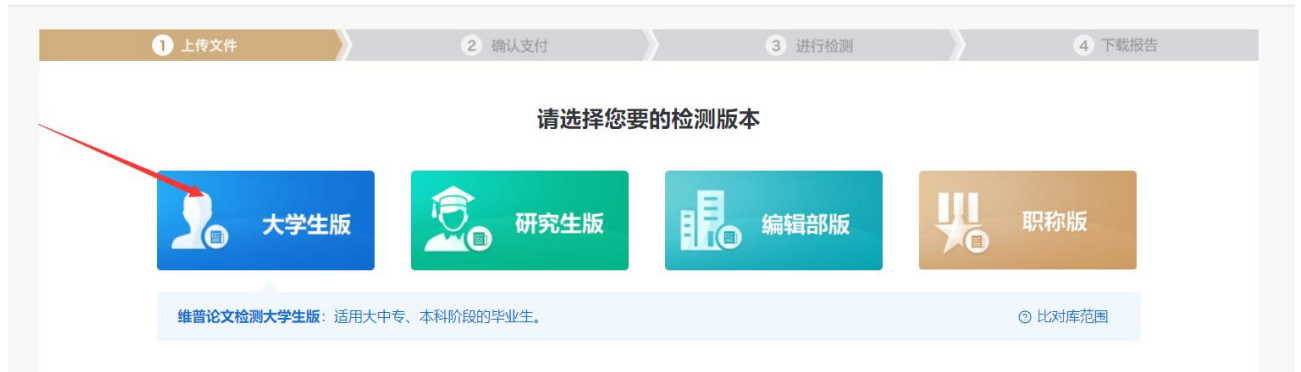 1 上传文件
2 确认支付
3 进行检测
4 下载报告
请选择您要的检测版本
大学生版
研究生版
编辑部版
职称版
维普论文检测大学生版：适用大中专、本科阶段的毕业生。
? 比对库范围